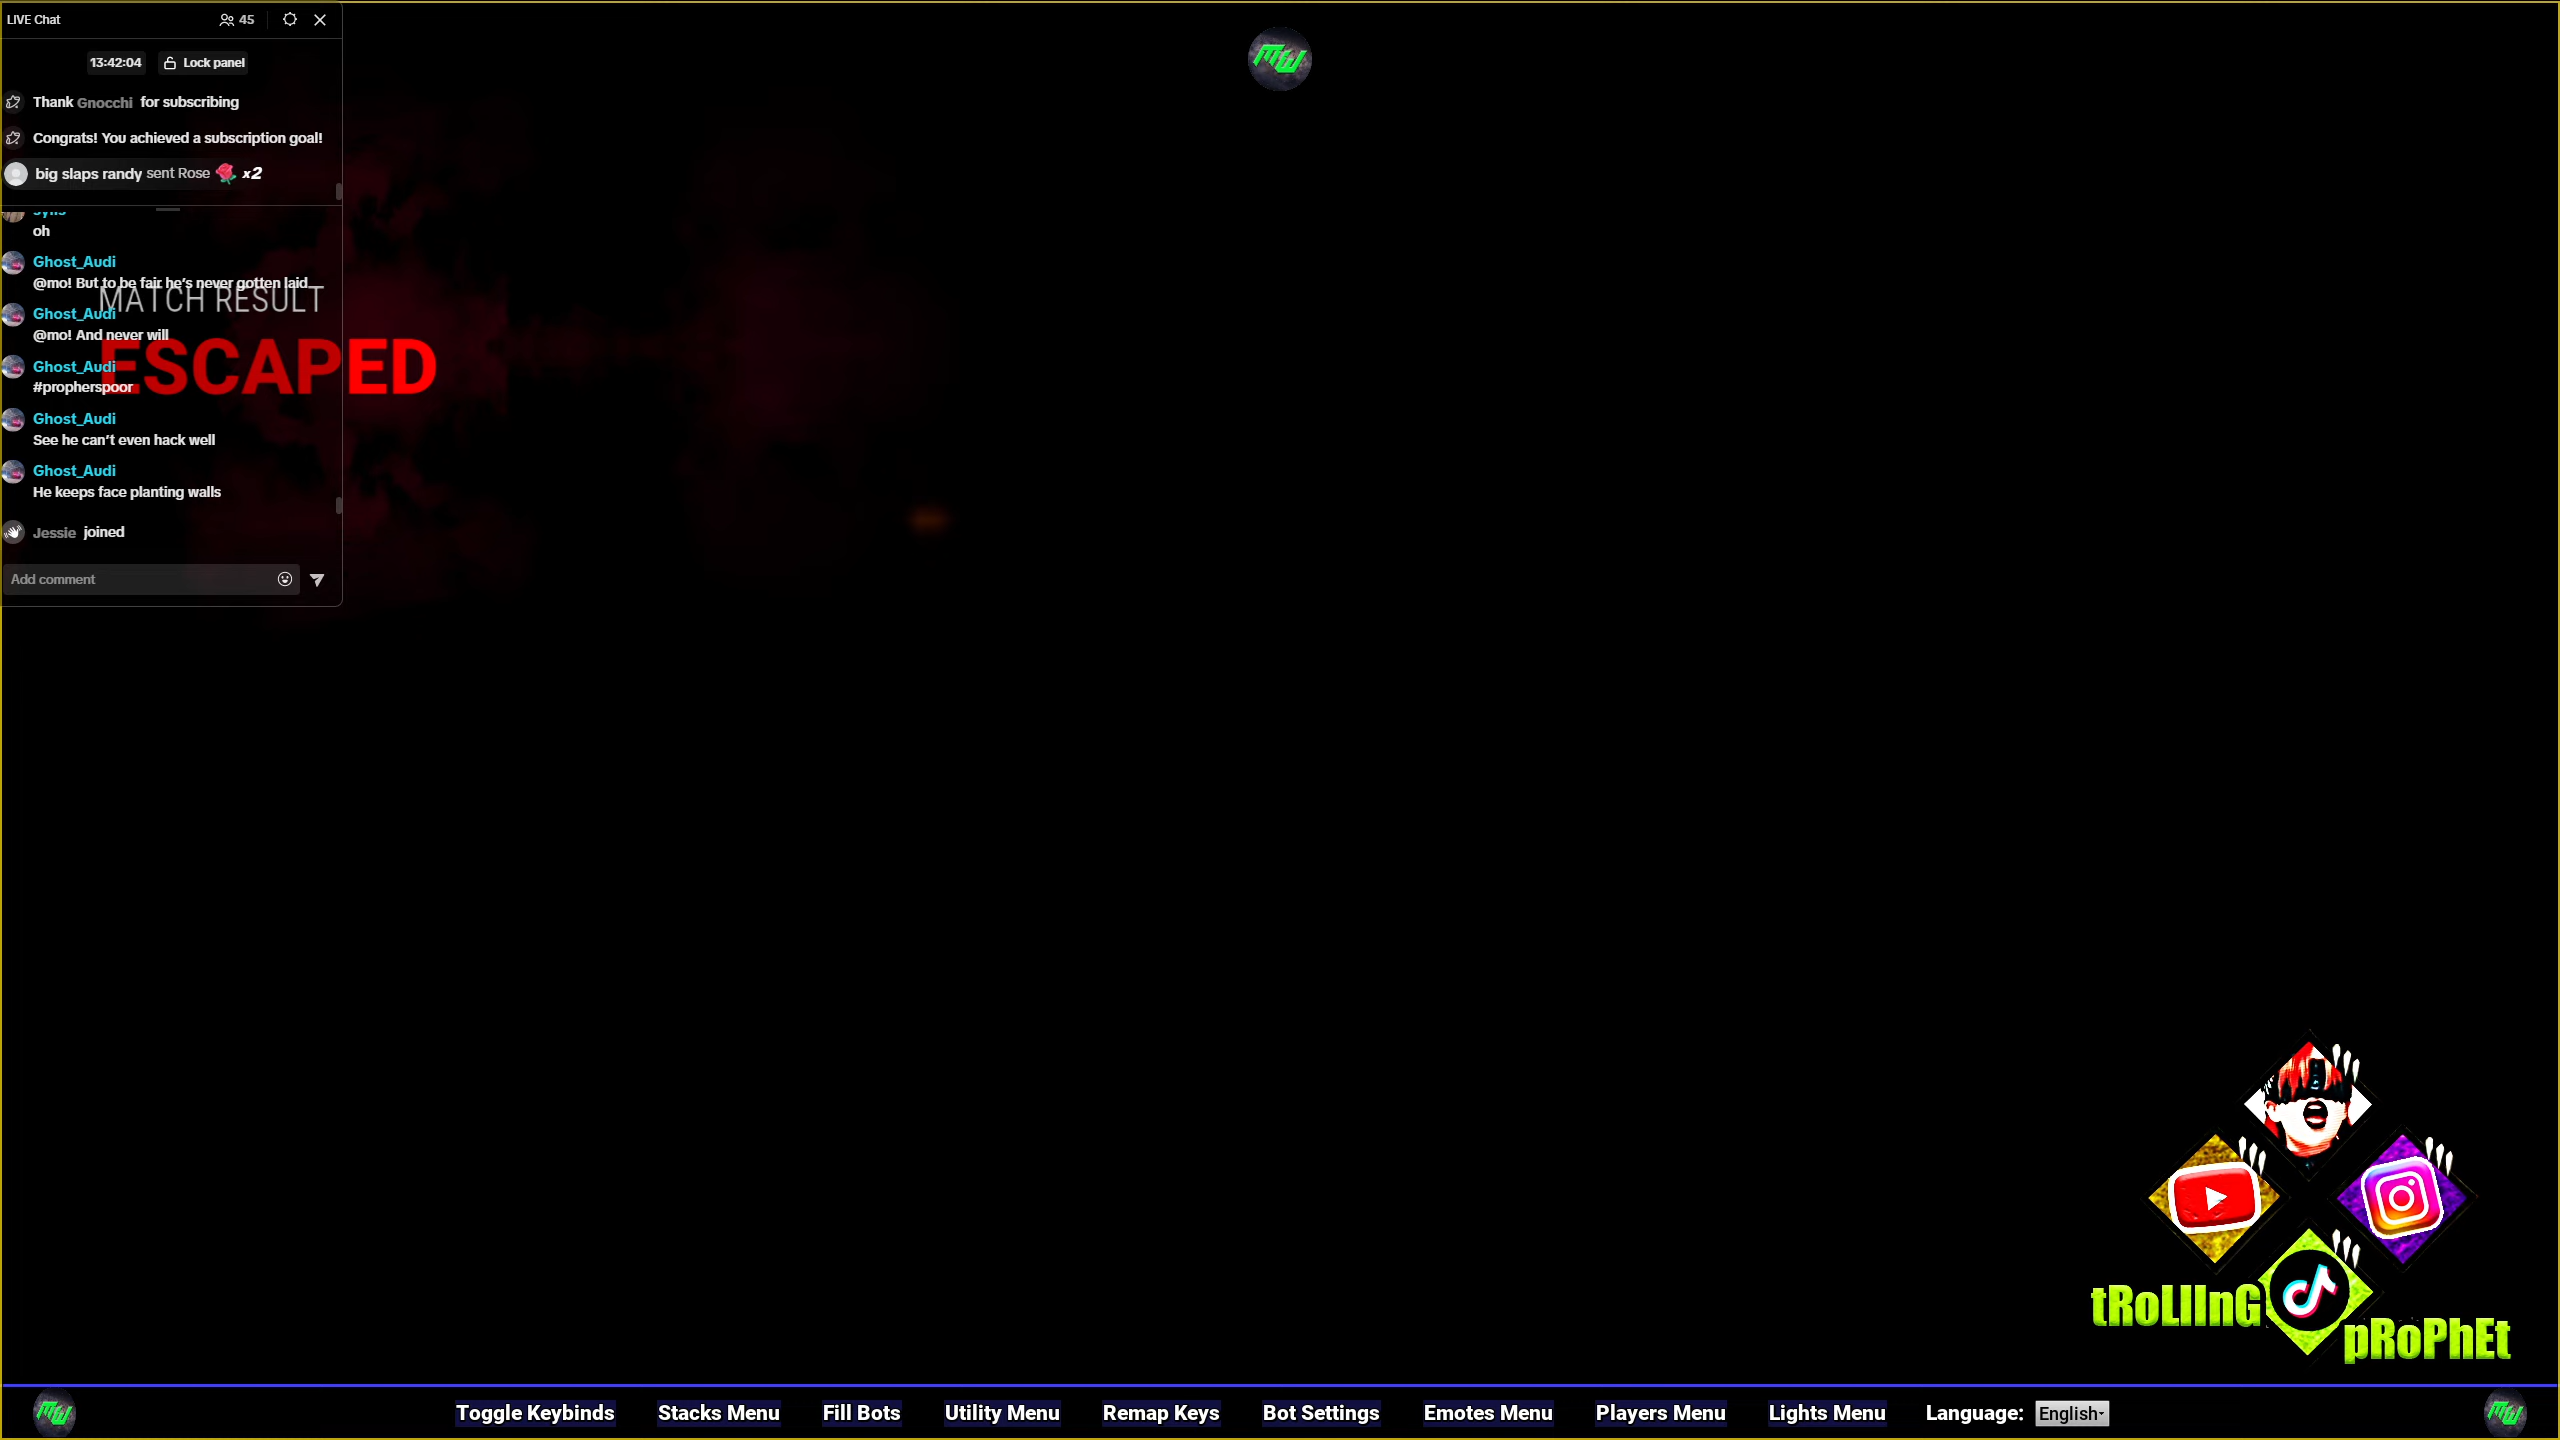 LIVE Chat
45
13:42:04
Lock panel
Thank Gnocchi for subscribing
Congrats! You achieved a subscription goal!
big slaps randy sent Rose x2
oh
Ghost_Audi
@mo! But to be fair he's never gotten laid
MATCH RESULT
Ghost_Audi
@mo! And never will
ESCAPED
Ghost_Audi
#propherspoor
Ghost_Audi
See he can't even hack well
Ghost_Audi
He keeps face planting walls
Jessie joined
Add comment
MW
tRoLlInG
pRoPhEt
MW
Toggle Keybinds
Stacks Menu
Fill Bots
Utility Menu
Remap Keys
Bot Settings
Emotes Menu
Players Menu
Lights Menu
Language:
English
MW